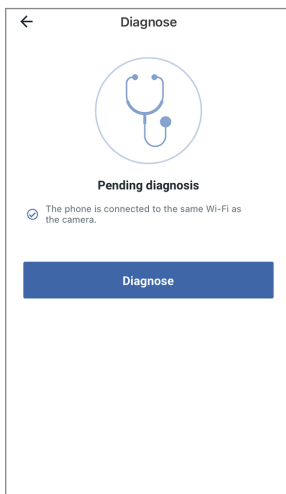 Diagnose
Pending diagnosis
The phone is connected to the same Wi-Fi as
the camera.
Diagnose